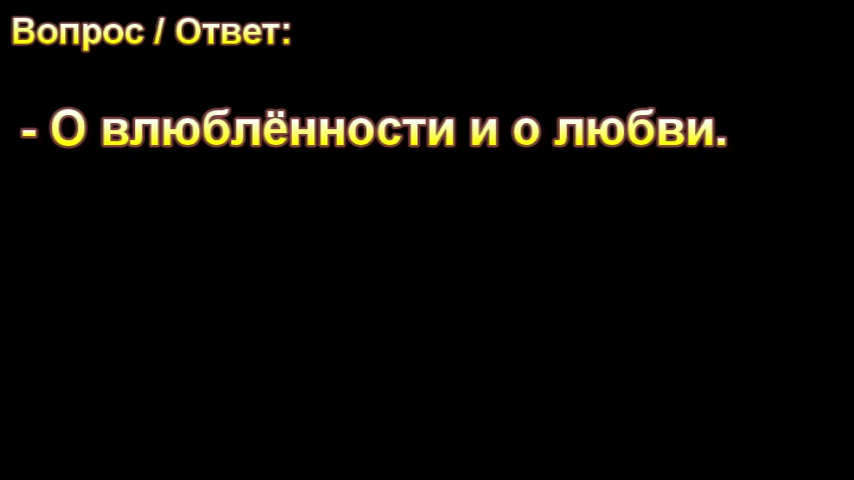 Вопрос / Ответ:
- О влюблённости и о любви.